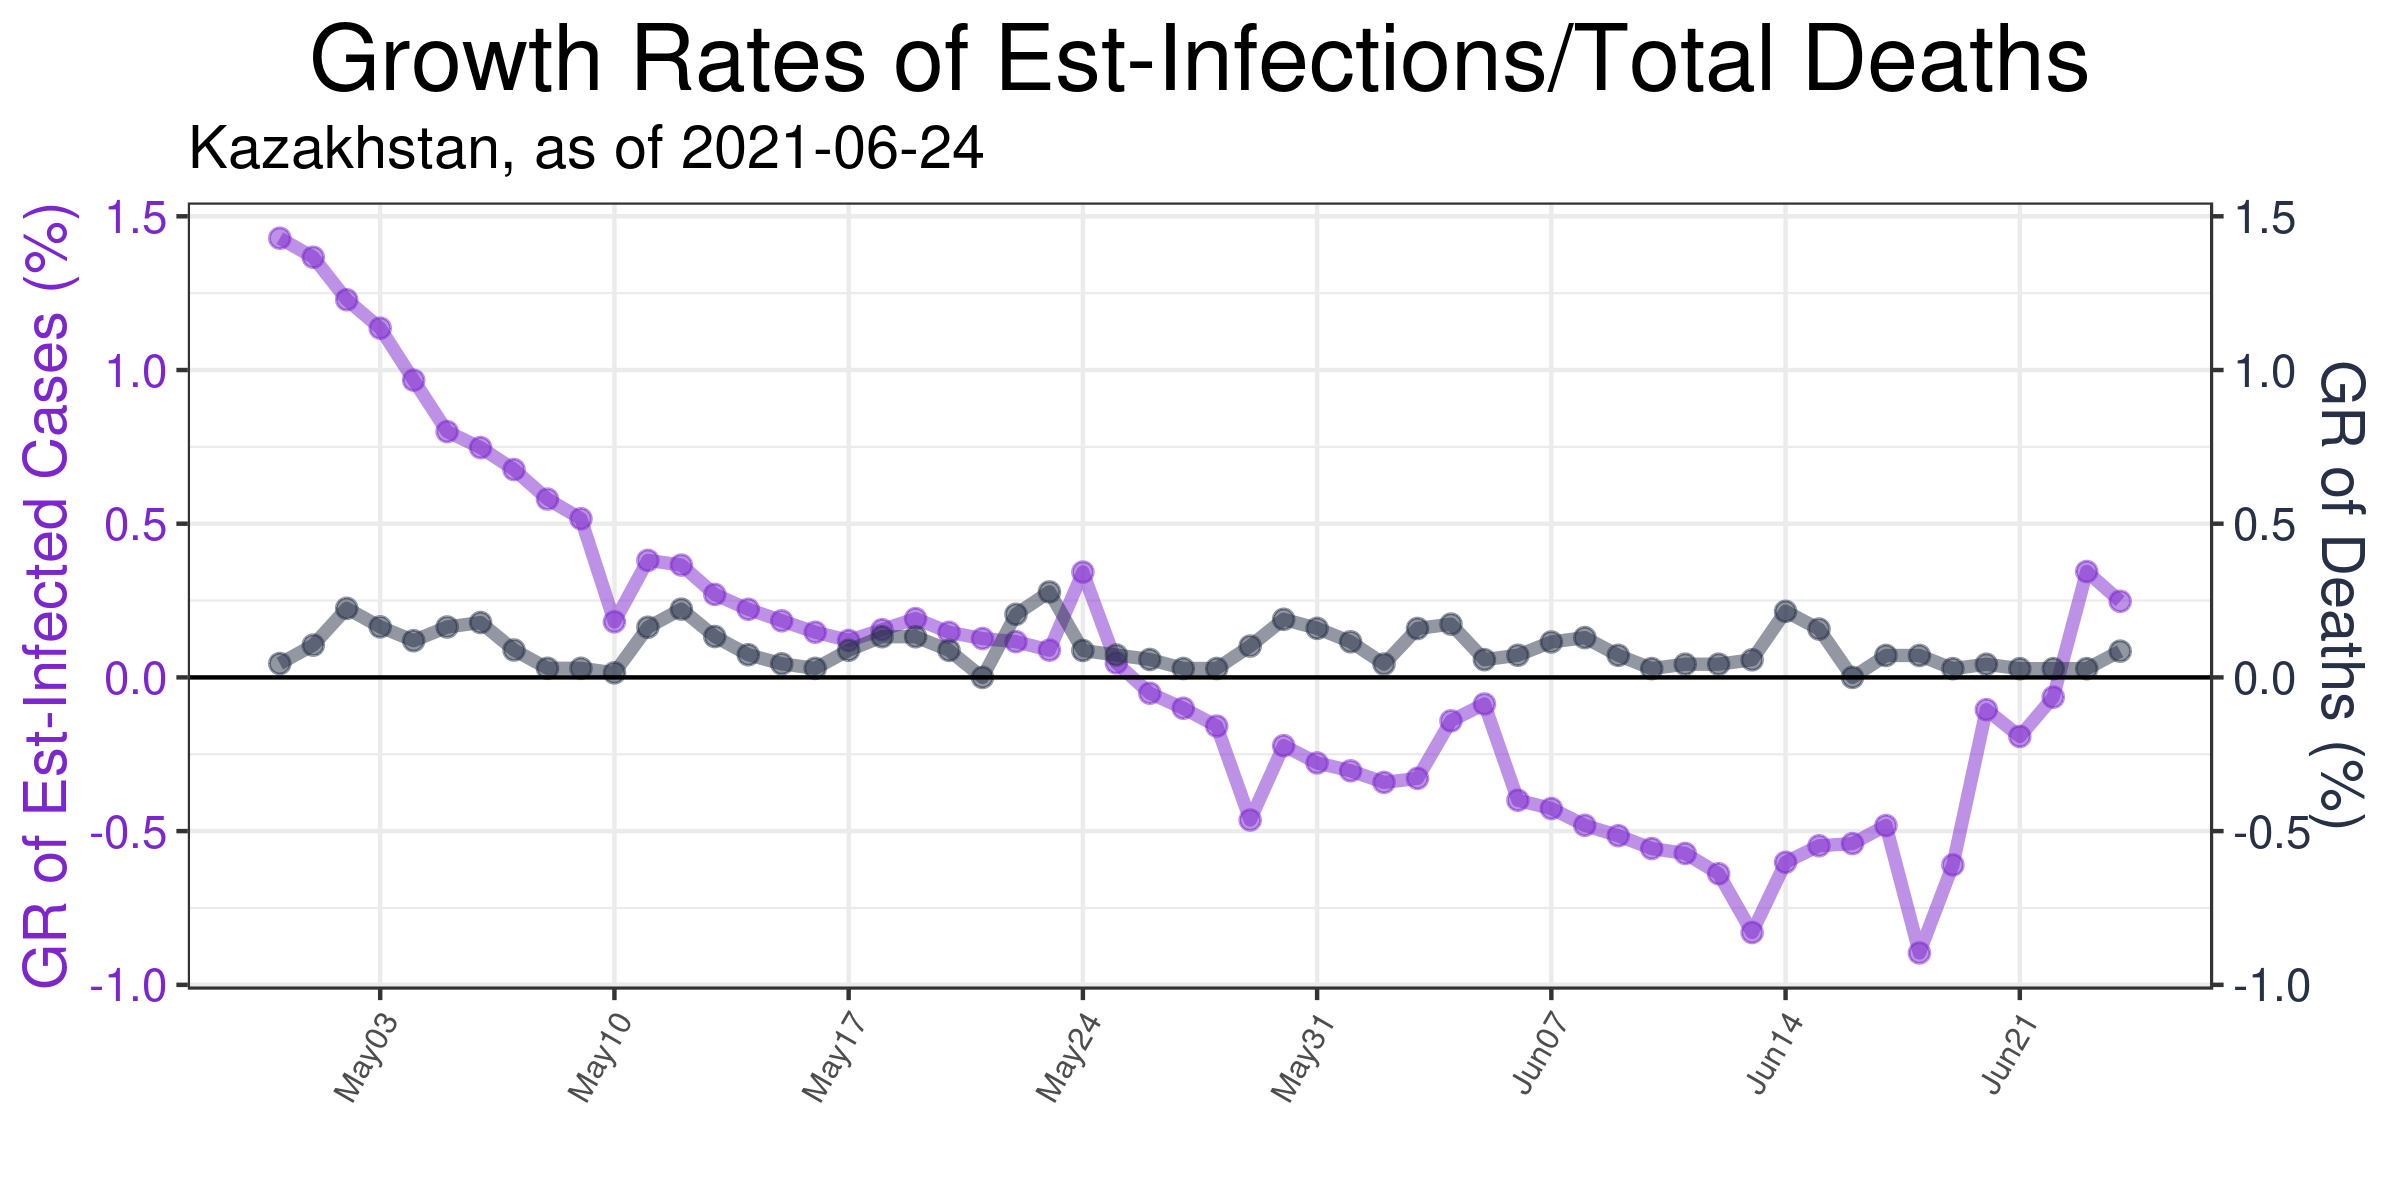 Growth Rates of Est-Infections/Total Deaths
Kazakhstan, as of 2021-06-24
GR of Est-Infected Cases (%)
1.5
1.0
0.5
0.0
-0.5
-1.0
1.5
1.0
0.5
0.0
-0.5
-1.0
GR of Deaths (%)
May03
May10
May17
May24
May31
Jun07
Jun14
Jun21